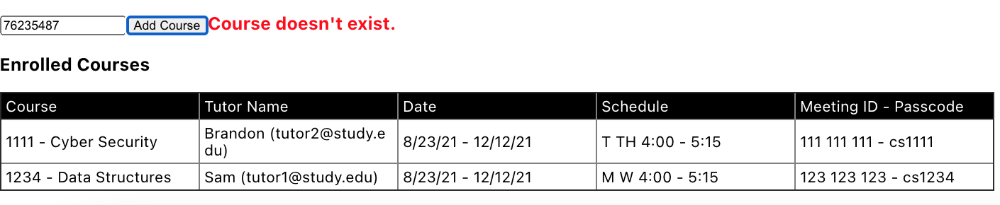 76235487 Add Course Course doesn't exist.
Enrolled Courses
Course Tutor Name Date Schedule Meeting ID - Passcode
1111 - Cyber Security Brandon (tutor2@study.e
du) 8/23/21 - 12/12/21 T TH 4:00 - 5:15 111 111 111 - cs1111
1234 - Data Structures Sam (tutor1@study.edu) 8/23/21 - 12/12/21 M W 4:00 - 5:15 123 123 123 - cs1234